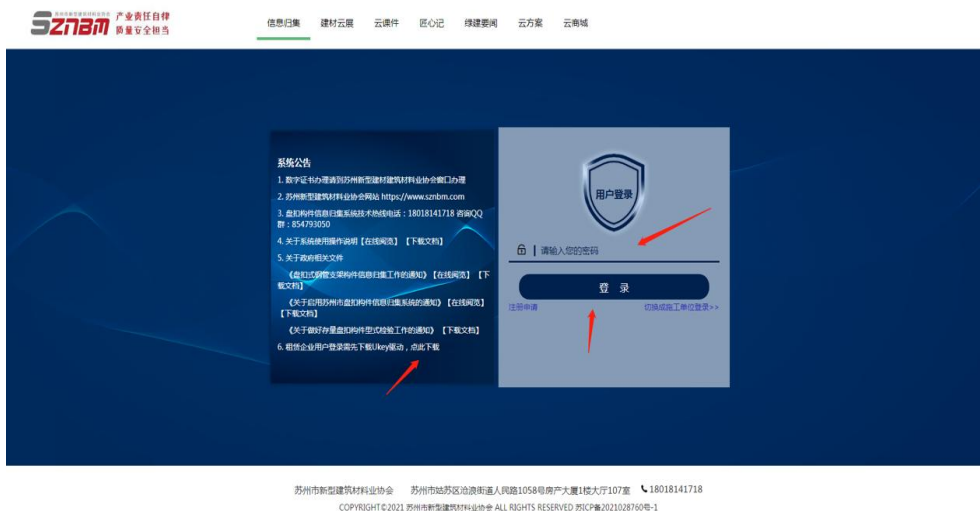 苏州市新型建筑材料业协会
SZNBM
产业责任自律
质量安全担当
信息归集 建材云展 云课件 匠心记 绿建要闻 云方案 云商城
系统公告
1. 数字证书办理请到苏州新型建材建筑材料业协会窗口办理
2. 苏州新型建筑材料业协会网站 https://www.sznbm.com
3. 盘扣构件信息归集系统技术热线电话：18018141718 咨询QQ
群：854793050
4. 关于系统使用操作说明【在线阅览】【下载文档】
5. 关于政府相关文件
《盘扣式钢管支架构件信息归集工作的通知》【在线阅览】【下
载文档】
《关于启用苏州市盘扣构件信息归集系统的通知》【在线阅览】
【下载文档】
《关于做好存量盘扣构件型式检验工作的通知》【下载文档】
6. 租赁企业用户登录需先下载Ukey驱动，点此下载
用户登录
请输入您的密码
登 录
注册申请 切换成施工单位登录>>
苏州市新型建筑材料业协会 苏州市姑苏区沧浪街道人民路1058号房产大厦1楼大厅107室 18018141718
COPYRIGHT©2021 苏州市新型建筑材料业协会 ALL RIGHTS RESERVED 苏ICP备2021028760号-1